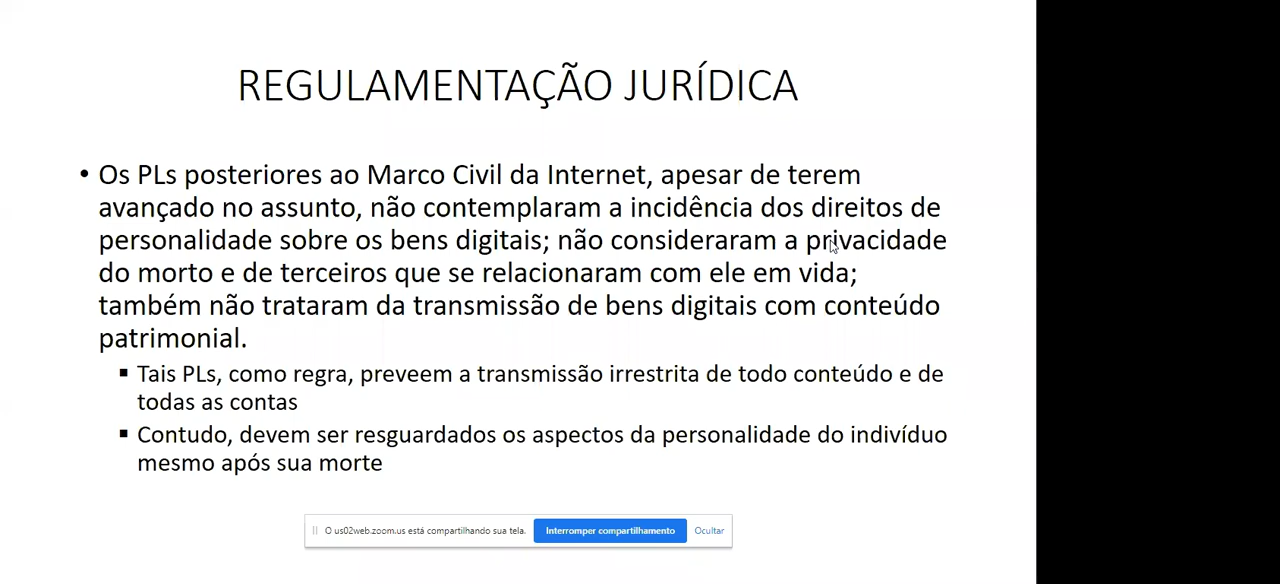 REGULAMENTAÇÃO JURÍDICA
• Os PLs posteriores ao Marco Civil da Internet, apesar de terem
avançado no assunto, não contemplaram a incidência dos direitos de
personalidade sobre os bens digitais; não consideraram a privacidade
do morto e de terceiros que se relacionaram com ele em vida;
também não trataram da transmissão de bens digitais com conteúdo
patrimonial.
▪ Tais PLs, como regra, preveem a transmissão irrestrita de todo conteúdo e de
todas as contas
▪ Contudo, devem ser resguardados os aspectos da personalidade do indivíduo
mesmo após sua morte
O us02web.zoom.us está compartilhando sua tela. Interromper compartilhamento Ocultar